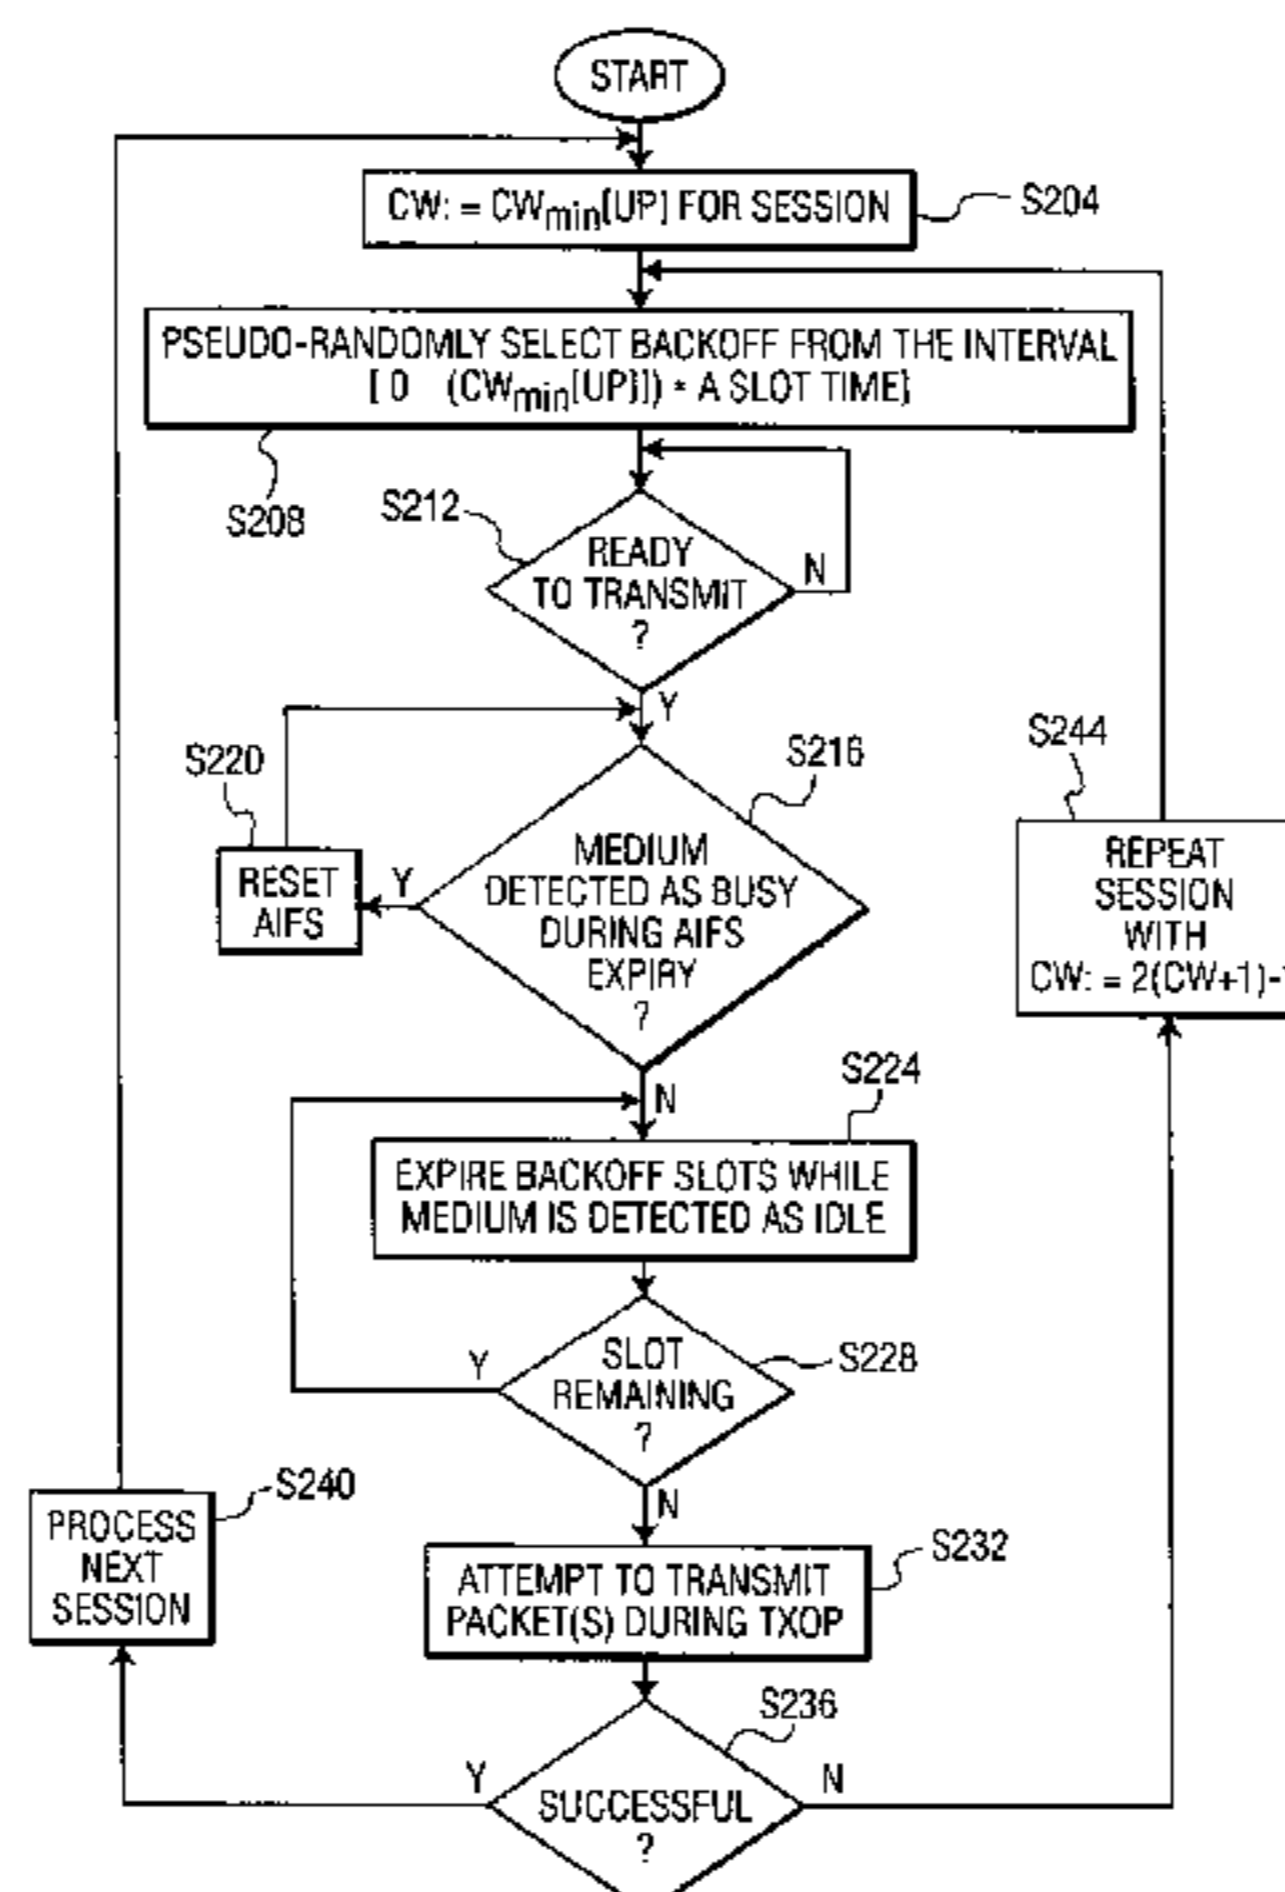 START
CW: = CWmin[UP] FOR SESSION
S204
PSEUDO-RANDOMLY SELECT BACKOFF FROM THE INTERVAL
[ 0 (CWmin[UP]]) * A SLOT TIME}
S208
S212
READY
TO TRANSMIT
?
N
Y
S216
S220
RESET
AIFS
Y
MEDIUM
DETECTED AS BUSY
DURING AIFS
EXPIRY
?
S244
REPEAT
SESSION
WITH
CW: = 2(CW+1)-1
N
S224
EXPIRE BACKOFF SLOTS WHILE
MEDIUM IS DETECTED AS IDLE
Y
SLOT
REMAINING
?
S228
N
S240
PROCESS
NEXT
SESSION
ATTEMPT TO TRANSMIT
PACKET(S) DURING TXOP
S232
S236
Y
SUCCESSFUL
?
N